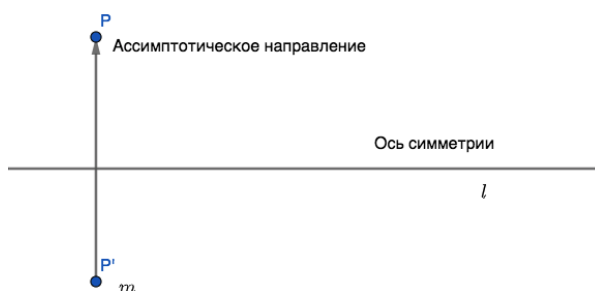 P
Ассимптотическое направление
Ось симметрии
l
P'
m